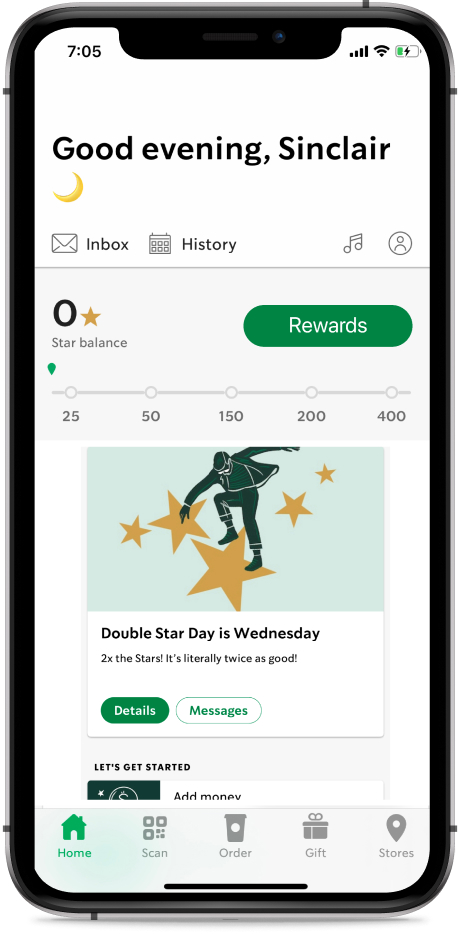 7:05
Good evening, Sinclair
Inbox
History
0
Rewards
Star balance
25 50 150 200 400
Double Star Day is Wednesday
2x the Stars! It's literally twice as good!
Details
Messages
LET'S GET STARTED
Add money
Home Scan Order Gift Stores